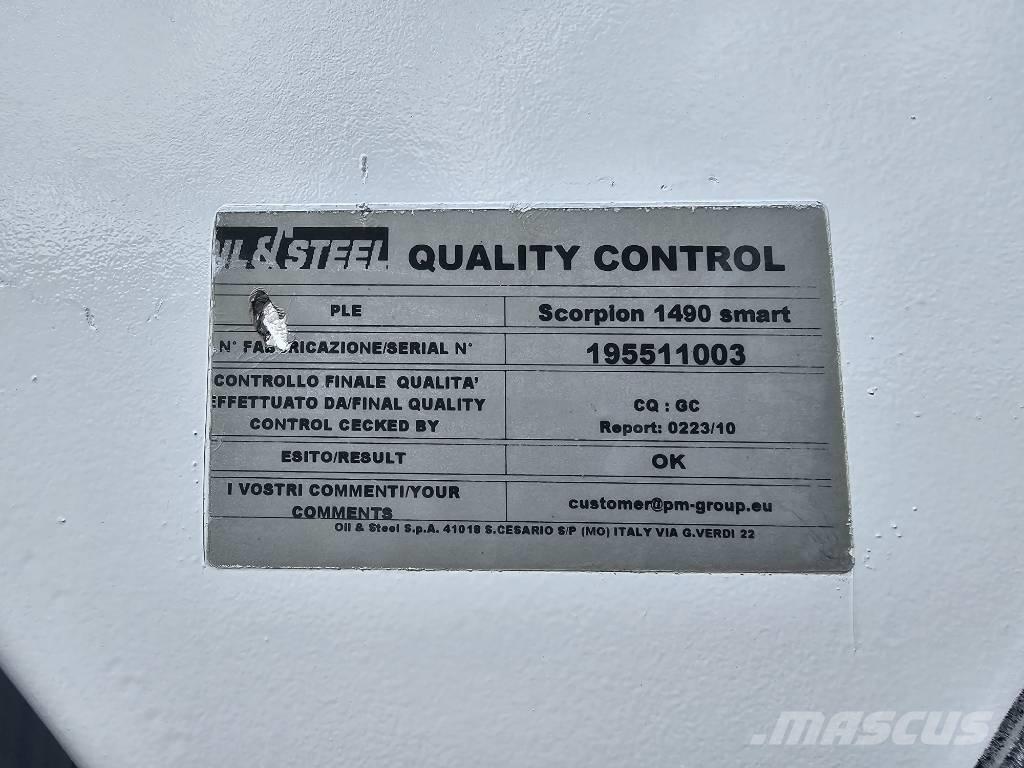 OIL & STEEL QUALITY CONTROL
PLE Scorpion 1490 smart
N° FABRICAZIONE/SERIAL N° 195511003
CONTROLLO FINALE QUALITA'
EFFETTUATO DA/FINAL QUALITY
CONTROL CECKED BY
CQ : GC
Report: 0223/10
ESITO/RESULT OK
I VOSTRI COMMENTI/YOUR
COMMENTS
customer@pm-group.eu
Oil & Steel S.p.A. 41018 S.CESARIO S/P (MO) ITALY VIA G.VERDI 22
MASCUS